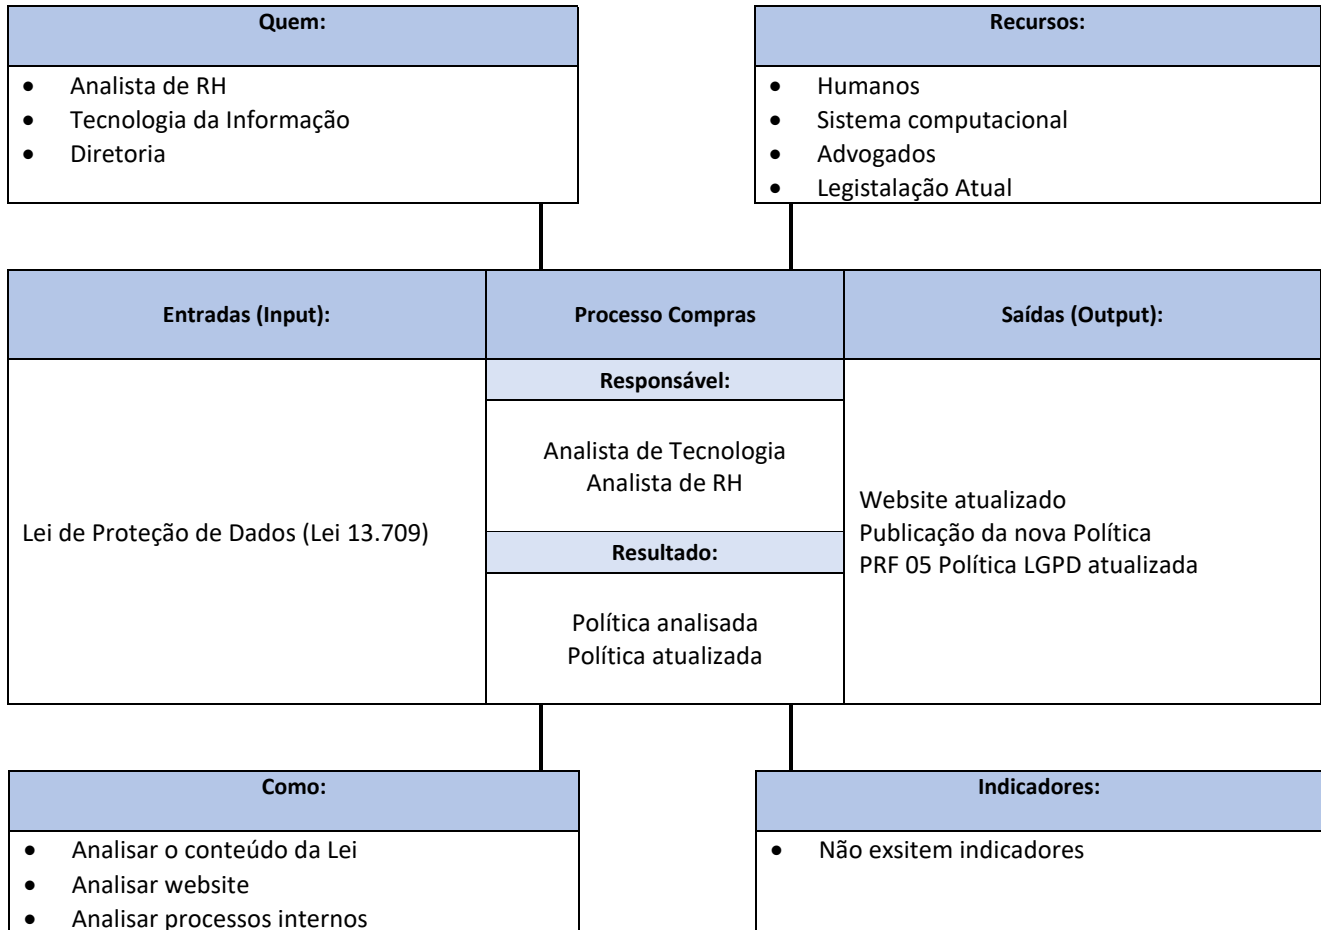 Quem:
• Analista de RH
• Tecnologia da Informação
• Diretoria
Recursos:
• Humanos
• Sistema computacional
• Advogados
• Legistalação Atual
Entradas (Input):
Processo Compras
Saídas (Output):
Lei de Proteção de Dados (Lei 13.709)
Responsável:
Analista de Tecnologia
Analista de RH
Resultado:
Política analisada
Política atualizada
Website atualizado
Publicação da nova Política
PRF 05 Política LGPD atualizada
Como:
• Analisar o conteúdo da Lei
• Analisar website
• Analisar processos internos
Indicadores:
• Não exsitem indicadores